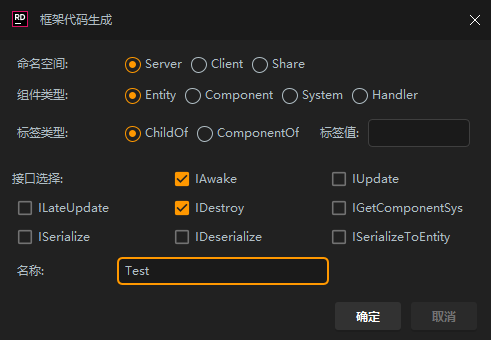 RD 框架代码生成
命名空间: Server Client Share
组件类型: Entity Component System Handler
标签类型: ChildOf ComponentOf 标签值:
接口选择: IAwake IUpdate
ILateUpdate IDestroy IGetComponentSys
ISerialize IDeserialize ISerializeToEntity
名称: Test
确定 取消